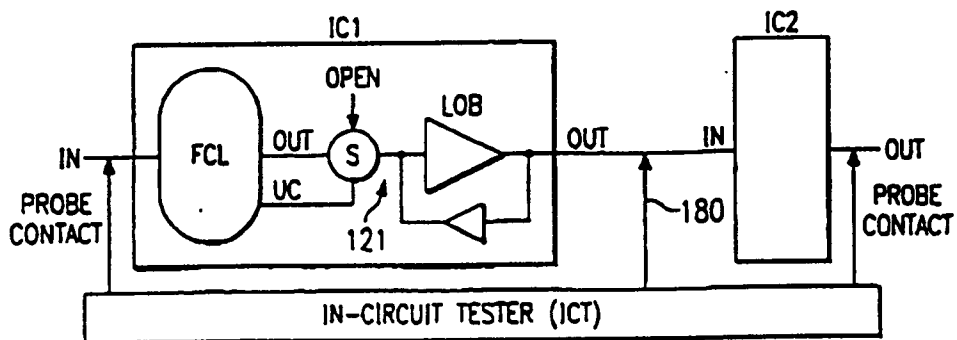 IC1
IC2
OPEN
LOB
IN
FCL
OUT
S
OUT
IN
OUT
UC
121
180
PROBE
CONTACT
PROBE
CONTACT
IN-CIRCUIT TESTER (ICT)